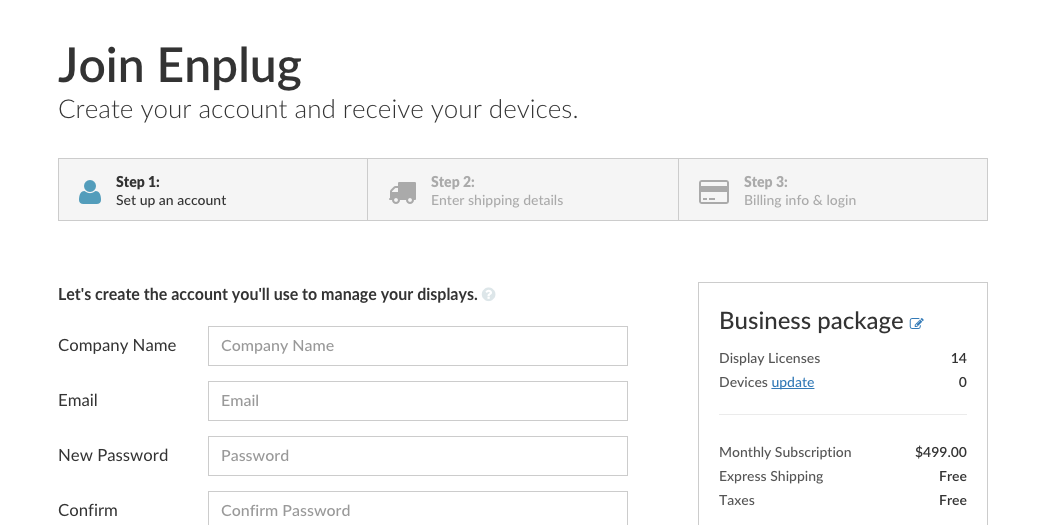 Join Enplug
Create your account and receive your devices.
Step 1:
Set up an account
Step 2:
Enter shipping details
Step 3:
Billing info & login
Let's create the account you'll use to manage your displays. ?
Company Name Company Name
Email Email
New Password Password
Confirm Confirm Password
Business package
Display Licenses 14
Devices update 0
Monthly Subscription $499.00
Express Shipping Free
Taxes Free